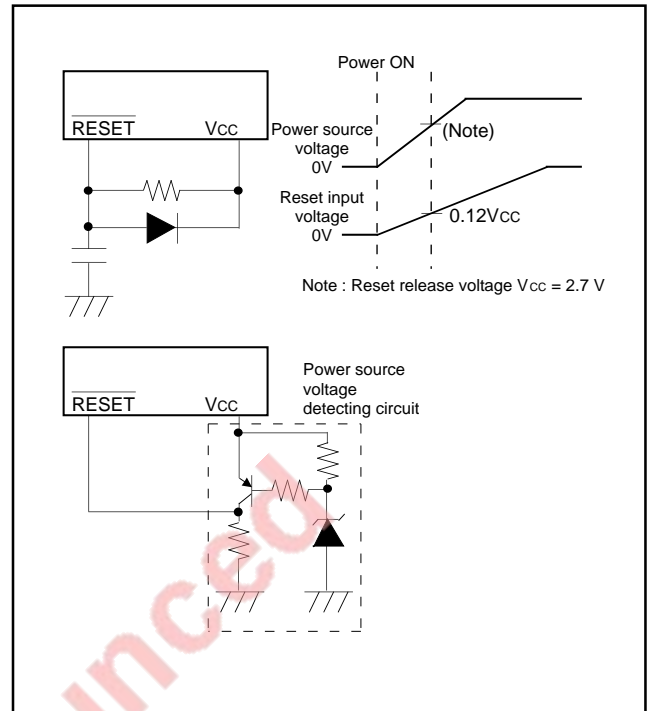 Power ON
RESET VCC
Power source
voltage
0V
(Note)
Reset input
voltage
0V
0.12VCC
Note : Reset release voltage VCC = 2.7 V
RESET VCC
Power source
voltage
detecting circuit
unced